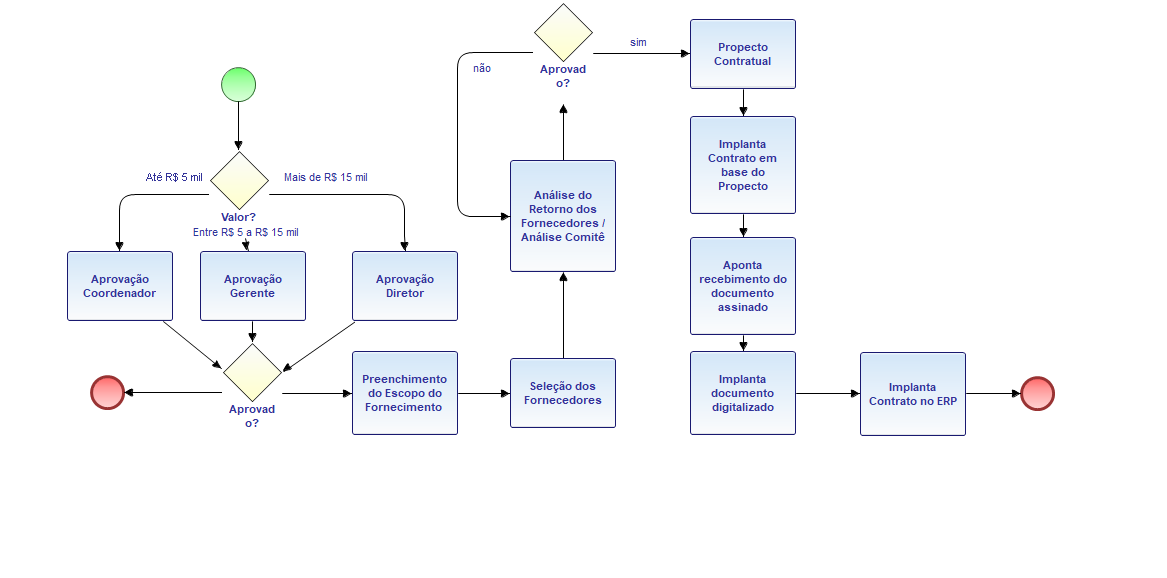 Até R$ 5 mil
Mais de R$ 15 mil
Valor?
Entre R$ 5 a R$ 15 mil
Aprovação
Coordenador
Aprovação
Gerente
Aprovação
Diretor
Aprovad
o?
Preenchimento
do Escopo do
Fornecimento
Seleção dos
Fornecedores
Análise do
Retorno dos
Fornecedores /
Análise Comitê
Aprovad
o?
não
sim
Propecto
Contratual
Implanta
Contrato em
base do
Propecto
Aponta
recebimento do
documento
assinado
Implanta
documento
digitalizado
Implanta
Contrato no ERP